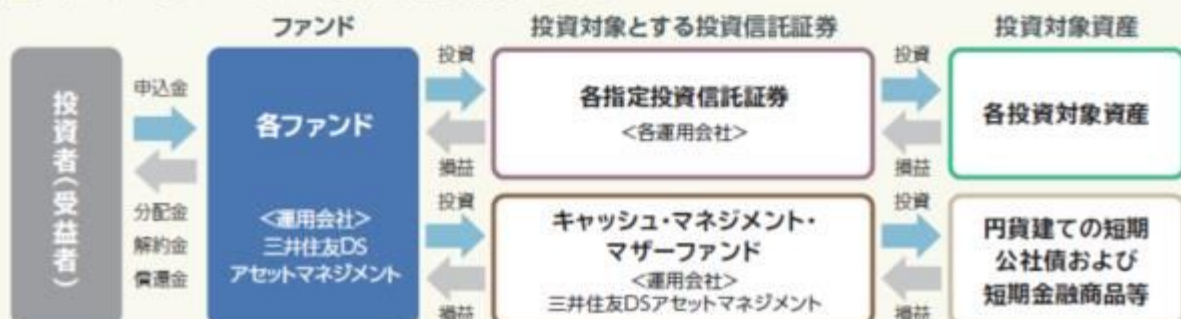 ファンド
投資対象とする投資信託証券
投資対象資産
投資者(受益者)
申込金
分配金
解約金
償還金
各ファンド
<運用会社>
三井住友DS
アセットマネジメント
投資
損益
各指定投資信託証券
<各運用会社>
投資
損益
各投資対象資産
投資
損益
キャッシュ・マネジメント・
マザーファンド
<運用会社>
三井住友DSアセットマネジメント
投資
損益
円貨建ての短期
公社債および
短期金融商品等